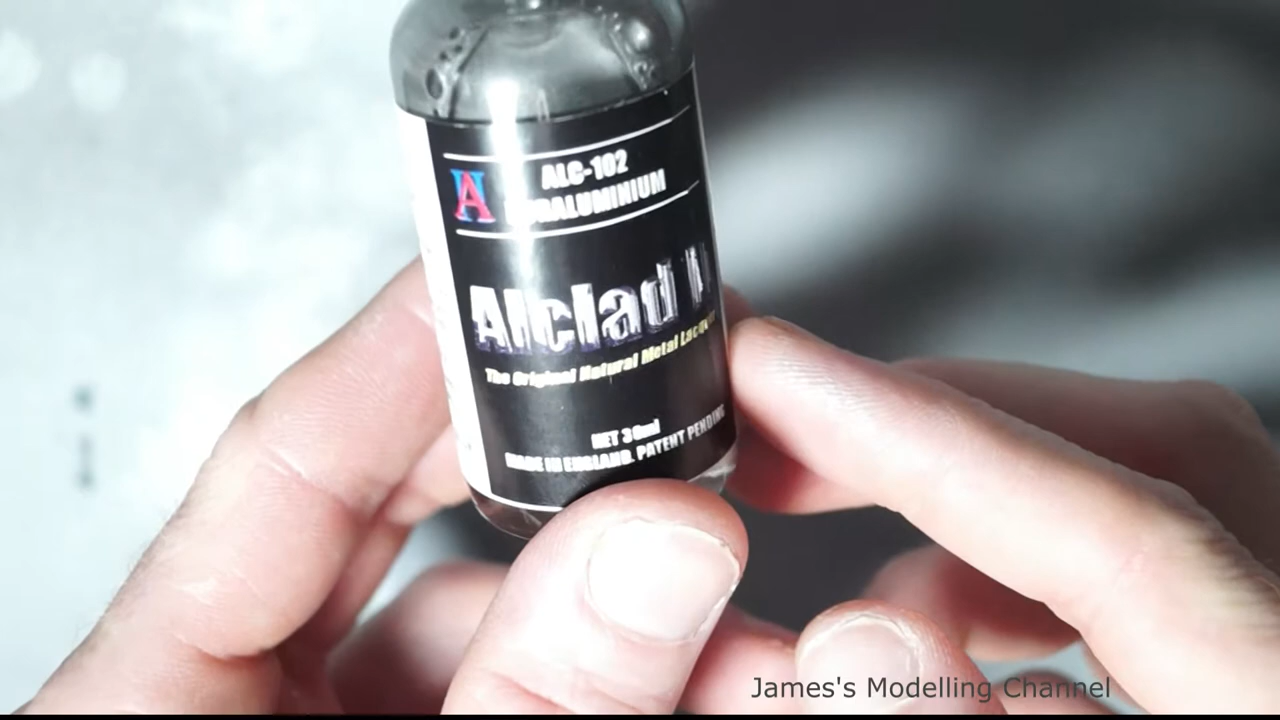 ALC-102
DURALUMINIUM
Alclad II
The Original Natural Metal Lacquer
NET 30ml
MADE IN ENGLAND. PATENT PENDING
James's Modelling Channel